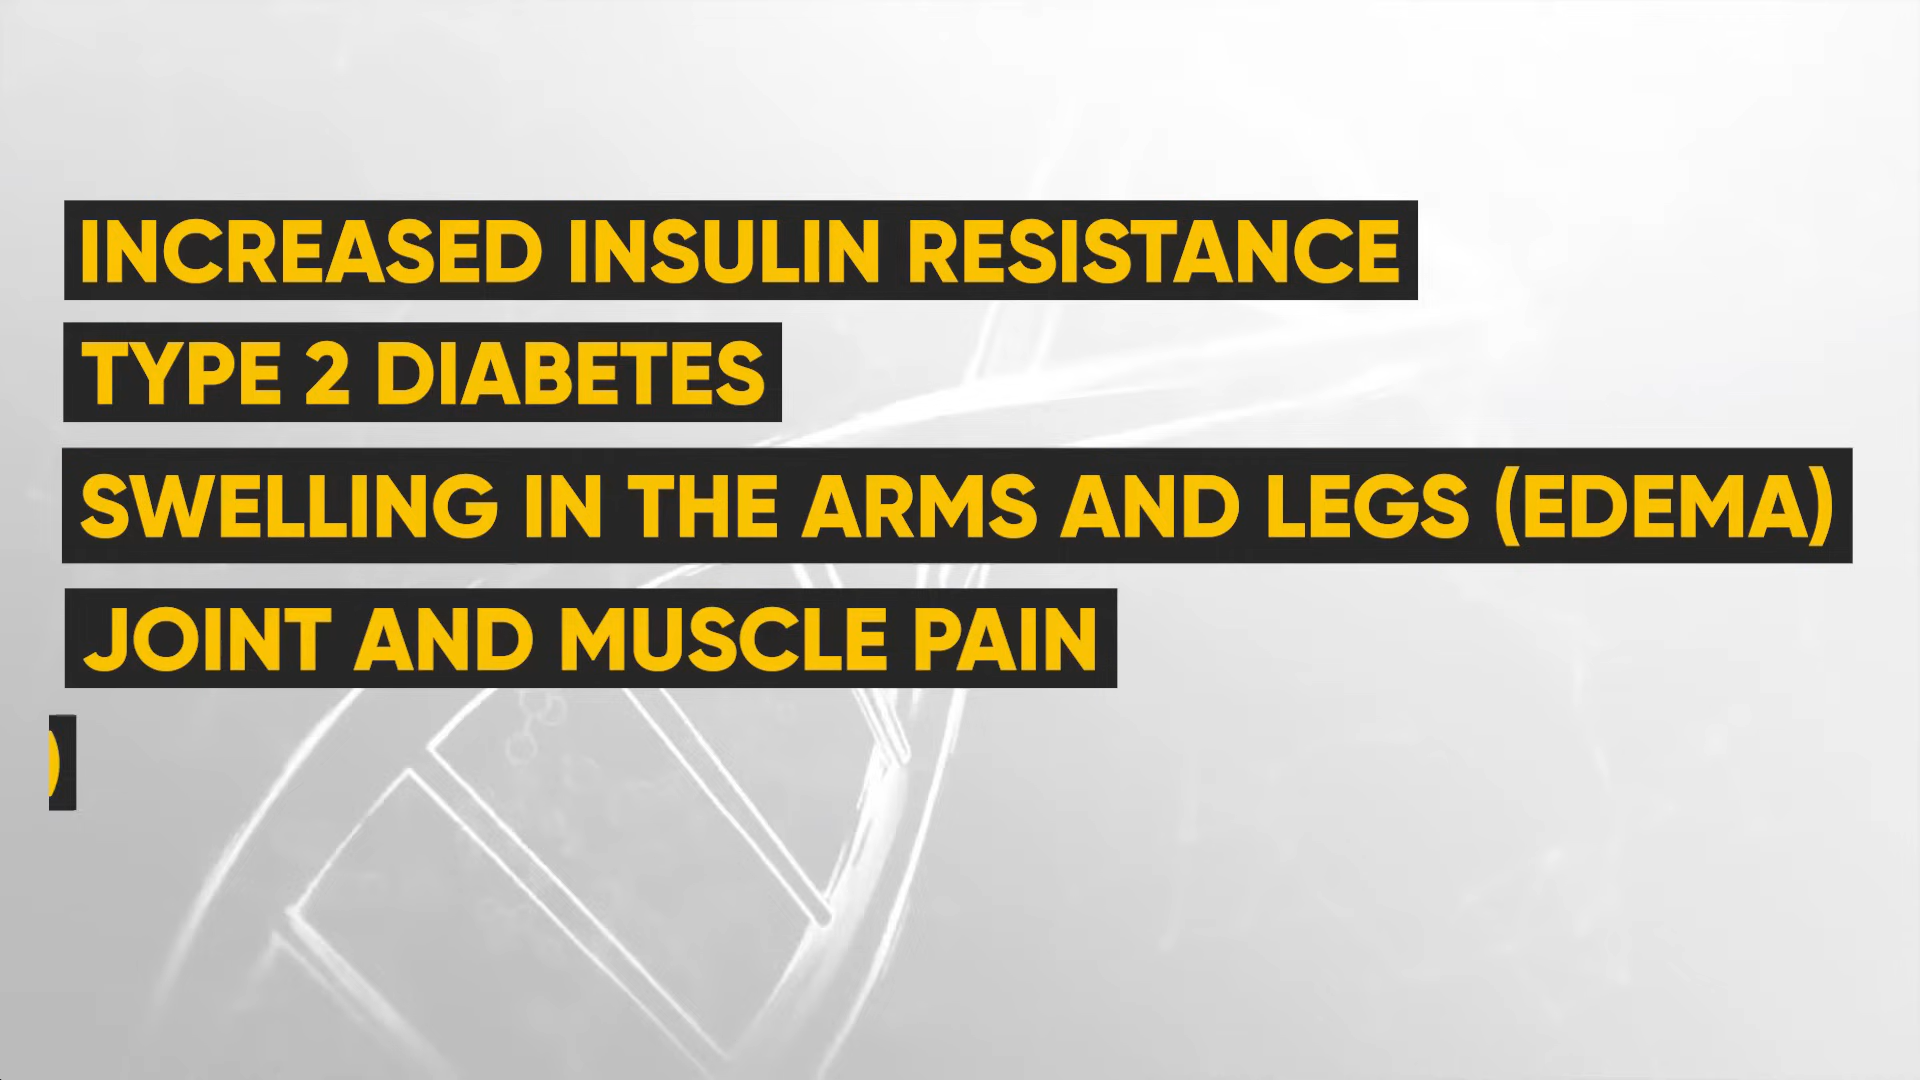 INCREASED INSULIN RESISTANCE
TYPE 2 DIABETES
SWELLING IN THE ARMS AND LEGS (EDEMA)
JOINT AND MUSCLE PAIN